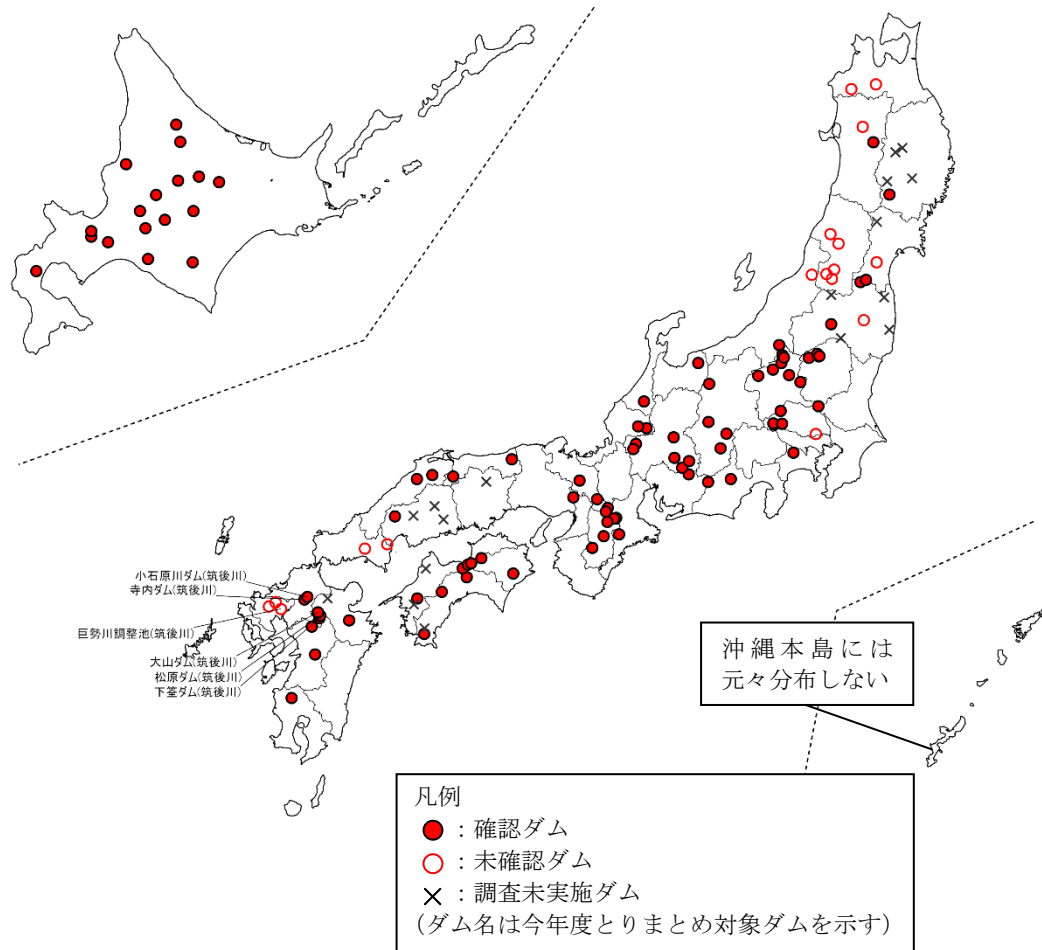 小石原川ダム(筑後川)
寺内ダム(筑後川)
巨勢川調整池(筑後川)
大山ダム(筑後川)
松原ダム(筑後川)
下筌ダム(筑後川)
沖縄本島には
元々分布しない
凡例
：確認ダム
：未確認ダム
：調査未実施ダム
(ダム名は今年度とりまとめ対象ダムを示す)